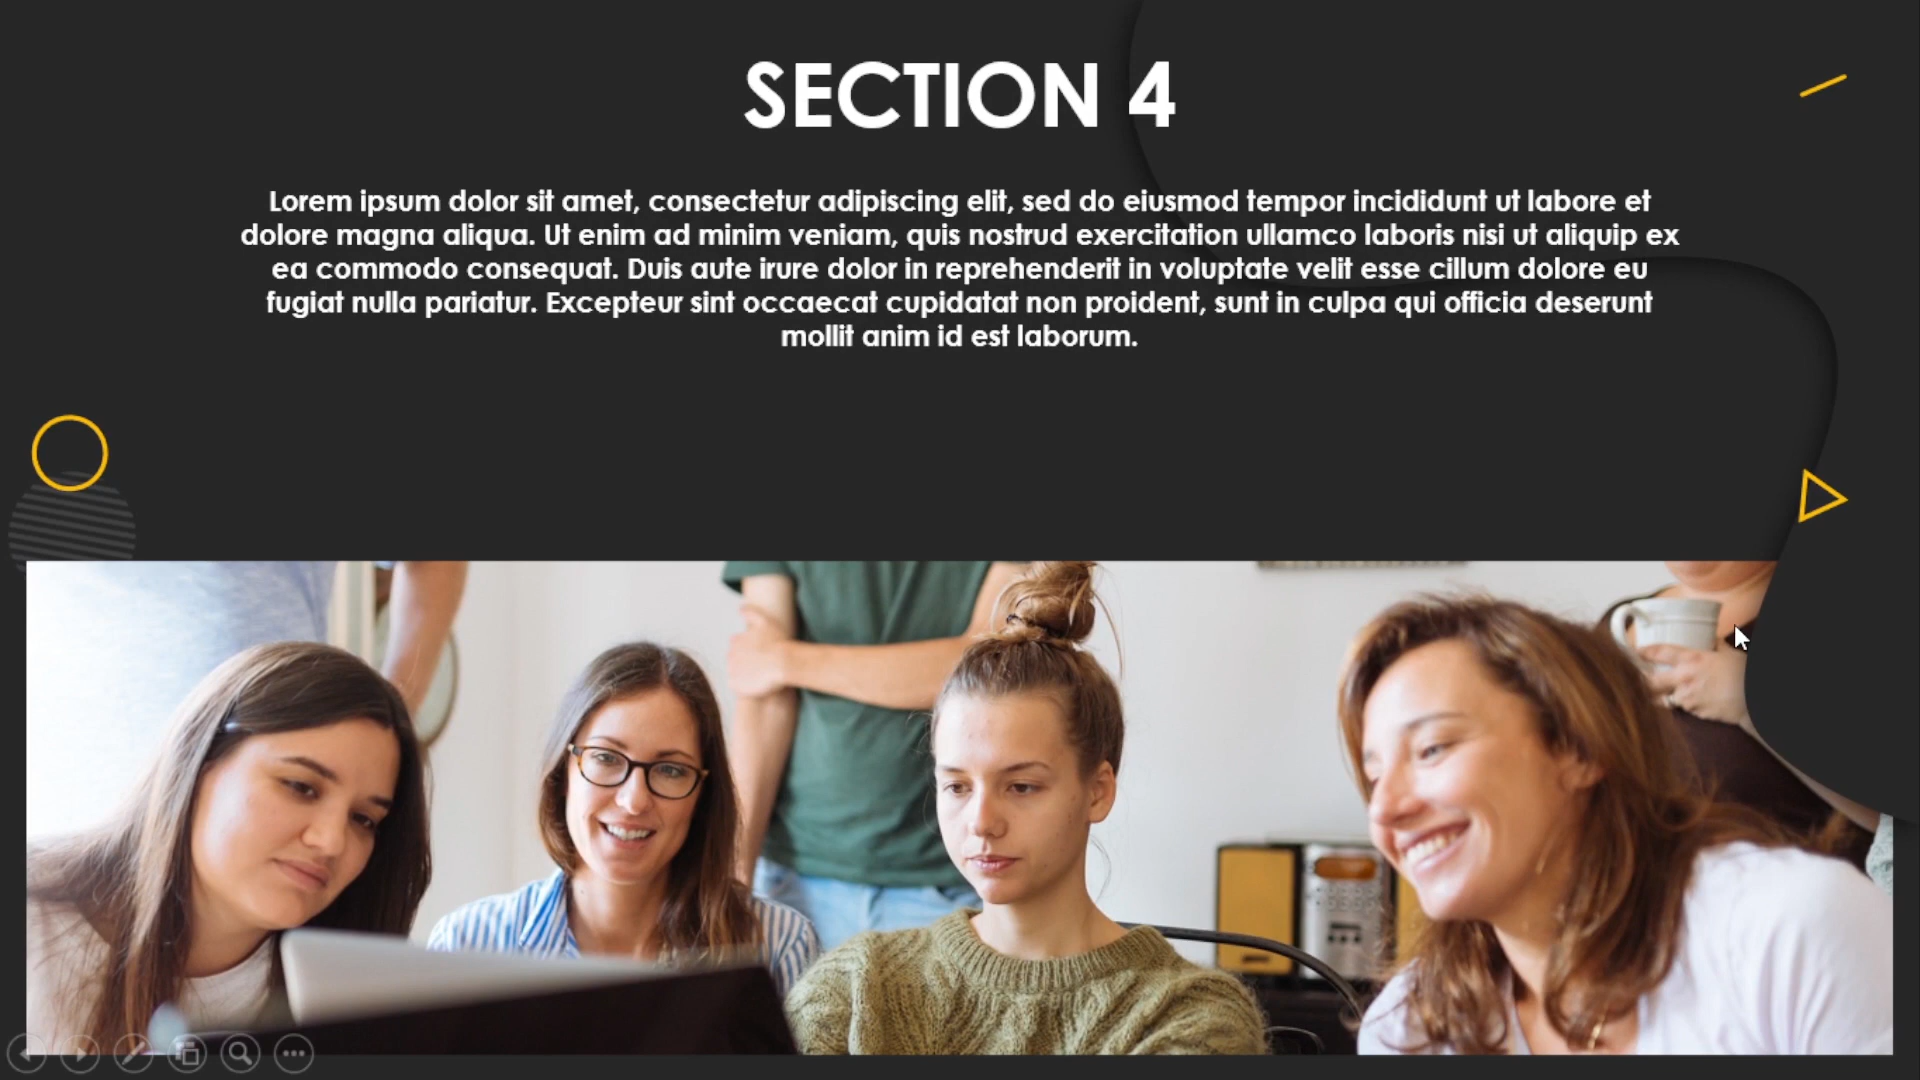 SECTION 4
Lorem ipsum dolor sit amet, consectetur adipiscing elit, sed do eiusmod tempor incididunt ut labore et
dolore magna aliqua. Ut enim ad minim veniam, quis nostrud exercitation ullamco laboris nisi ut aliquip ex
ea commodo consequat. Duis aute irure dolor in reprehenderit in voluptate velit esse cillum dolore eu
fugiat nulla pariatur. Excepteur sint occaecat cupidatat non proident, sunt in culpa qui officia deserunt
mollit anim id est laborum.